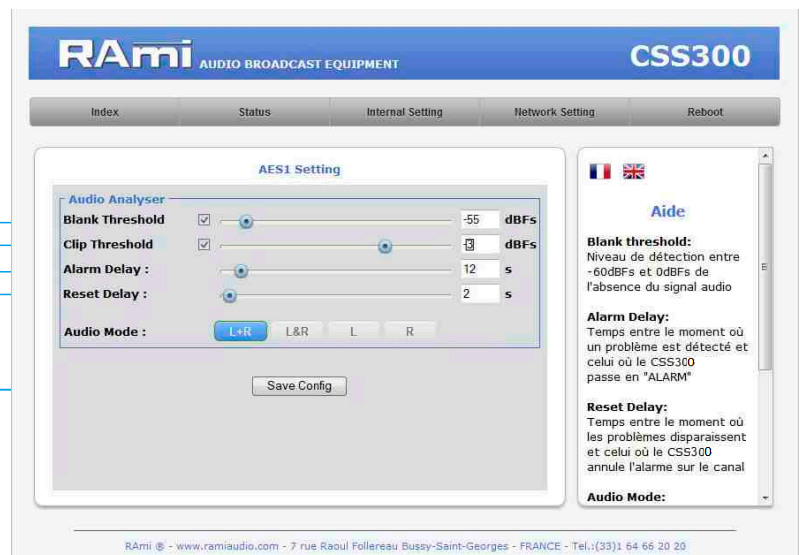 RAmi AUDIO BROADCAST EQUIPMENT
CSS300
Index Status Internal Setting Network Setting Reboot
AES1 Setting
Audio Analyser
Blank Threshold -55 dBFs
Clip Threshold -3 dBFs
Alarm Delay : 12 s
Reset Delay : 2 s
Audio Mode : L+R L&R L R
Save Config
Aide
Blank threshold:
Niveau de détection entre
-60dBFs et 0dBFs de
l'absence du signal audio
Alarm Delay:
Temps entre le moment où
un problème est détecté et
celui où le CSS300
passe en "ALARM"
Reset Delay:
Temps entre le moment où
les problèmes disparaissent
et celui où le CSS300
annule l'alarme sur le canal
Audio Mode:
RAmi ® - www.ramiaudio.com - 7 rue Raoul Follereau Bussy-Saint-Georges - FRANCE - Tel.:(33)1 64 66 20 20